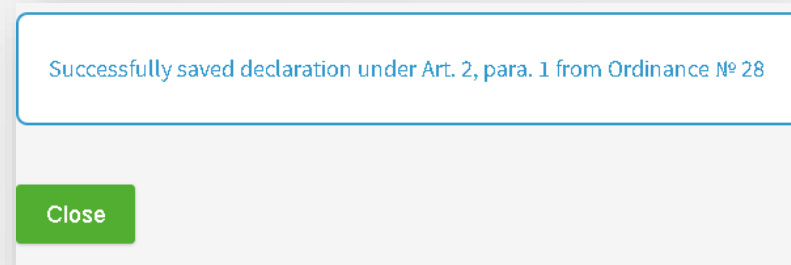 Successfully saved declaration under Art. 2, para. 1 from Ordinance № 28
Close